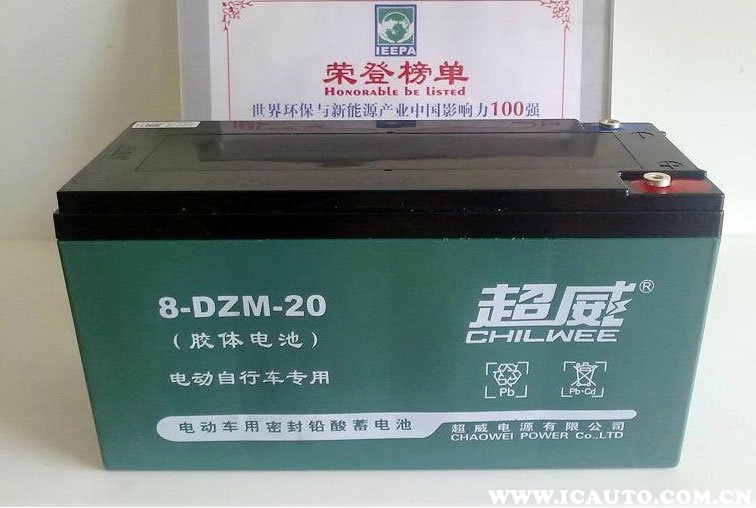 IEEPA
荣登榜单
HONORABLE BE LISTED
世界环保与新能源产业中国影响力100强
8-DZM-20
(胶体电池)
电动自行车专用
超威®
CHILWEE
Pb
Pb•Cd
电动车用密封铅酸蓄电池
超威电源有限公司
CHAOWEI POWER Co.,LTD
WWW.ICAUTO.COM.CN